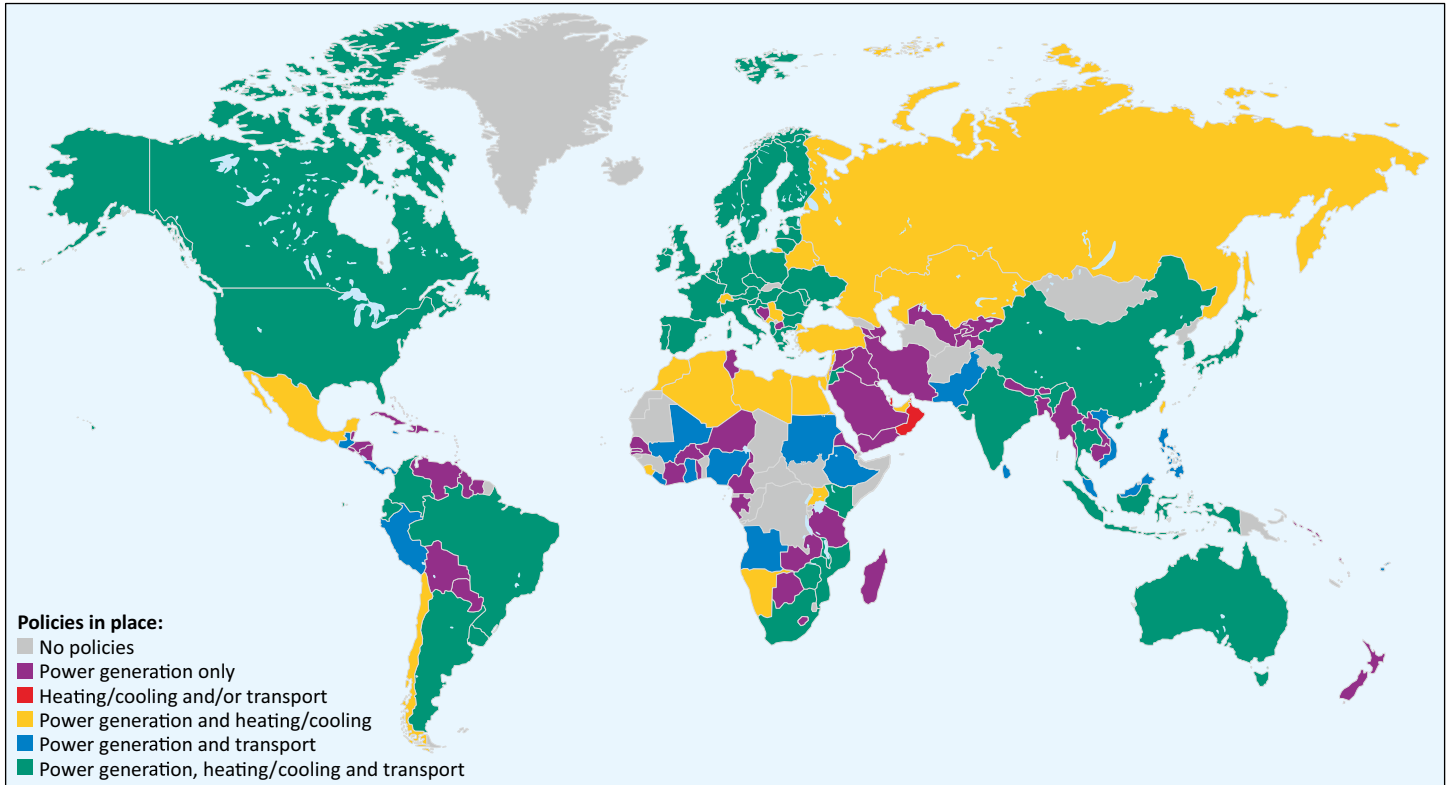 Policies in place:
No policies
Power generation only
Heating/cooling and/or transport
Power generation and heating/cooling
Power generation and transport
Power generation, heating/cooling and transport